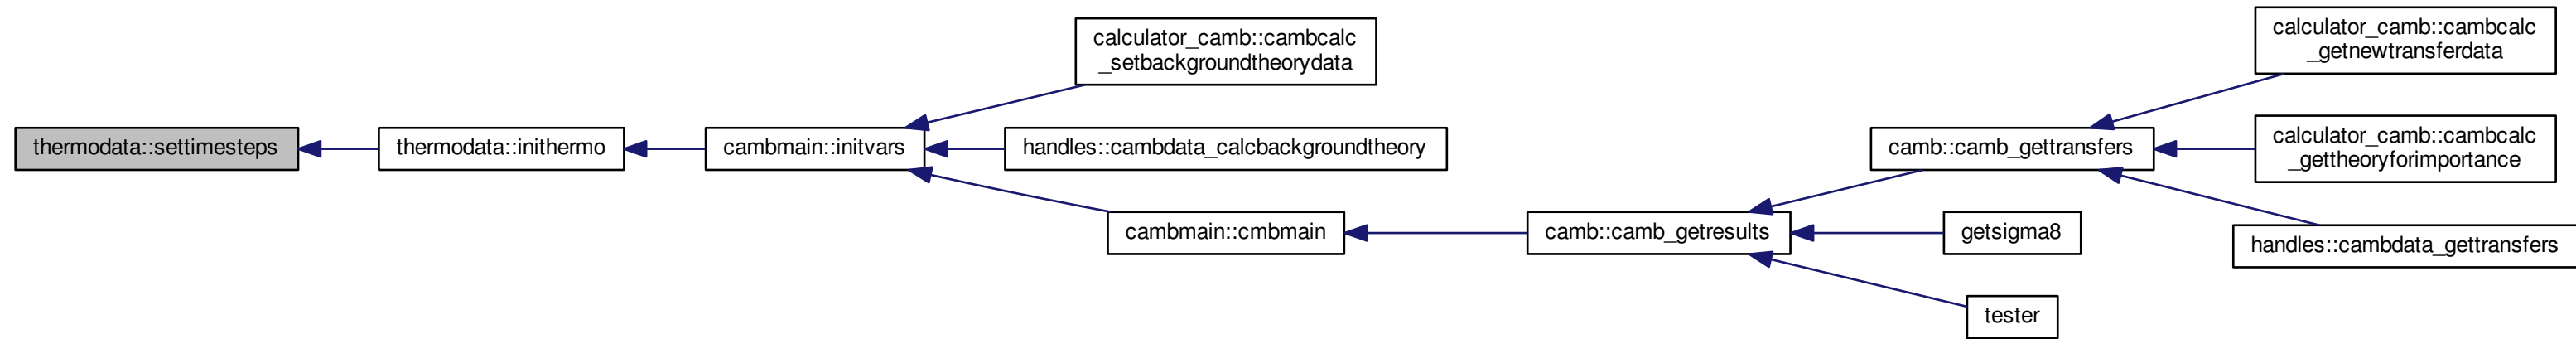 thermodata::settimesteps
thermodata::inithermo
cambmain::initvars
calculator_camb::cambcalc
_setbackgroundtheorydata
handles::cambdata_calcbackgroundtheory
cambmain::cmbmain
camb::camb_getresults
camb::camb_gettransfers
getsigma8
tester
calculator_camb::cambcalc
_getnewtransferdata
calculator_camb::cambcalc
_gettheoryforimportance
handles::cambdata_gettransfers